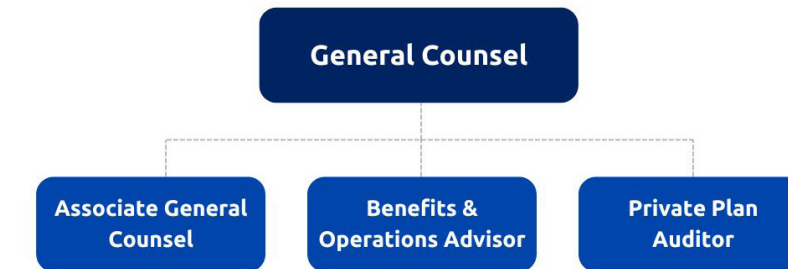 General Counsel
Associate General
Counsel
Benefits &
Operations Advisor
Private Plan
Auditor